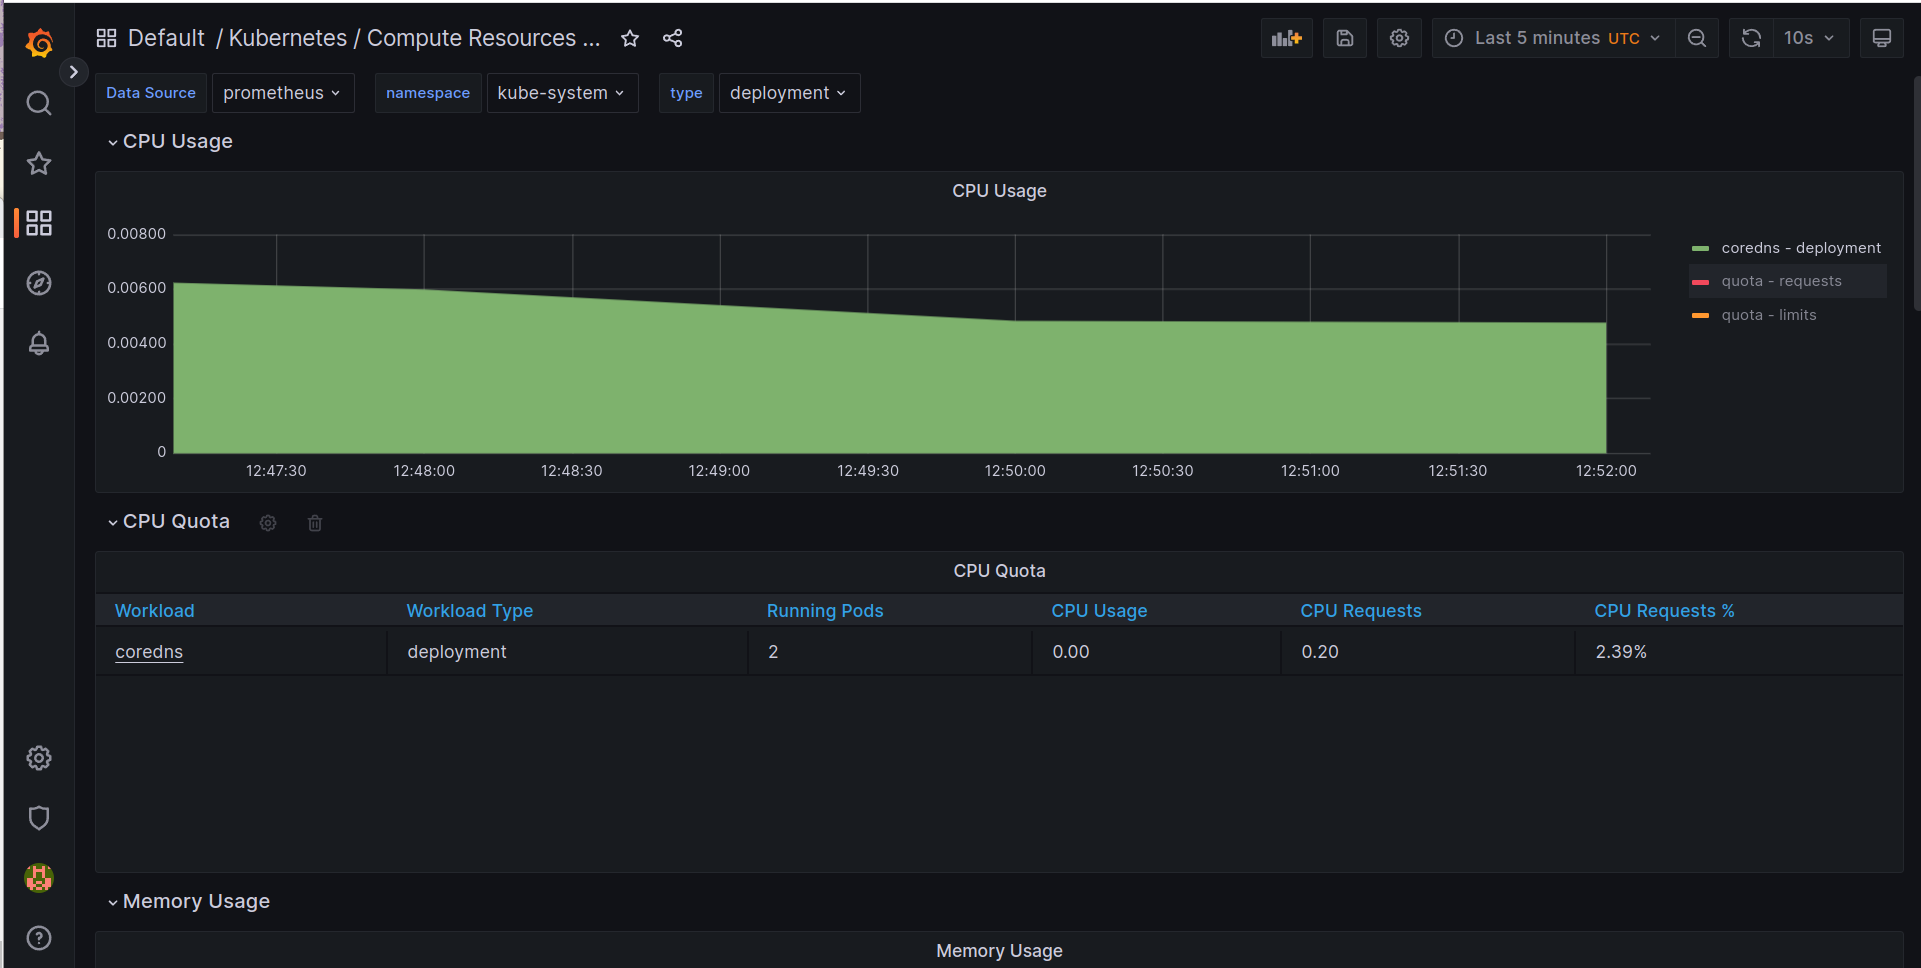 Default / Kubernetes / Compute Resources ...
Last 5 minutes UTC
10s
Data Source prometheus namespace kube-system type deployment
CPU Usage
CPU Usage
0.00800
0.00600
0.00400
0.00200
0
12:47:30 12:48:00 12:48:30 12:49:00 12:49:30 12:50:00 12:50:30 12:51:00 12:51:30 12:52:00
coredns - deployment
quota - requests
quota - limits
CPU Quota
CPU Quota
Workload Workload Type Running Pods CPU Usage CPU Requests CPU Requests %
coredns deployment 2 0.00 0.20 2.39%
Memory Usage
Memory Usage